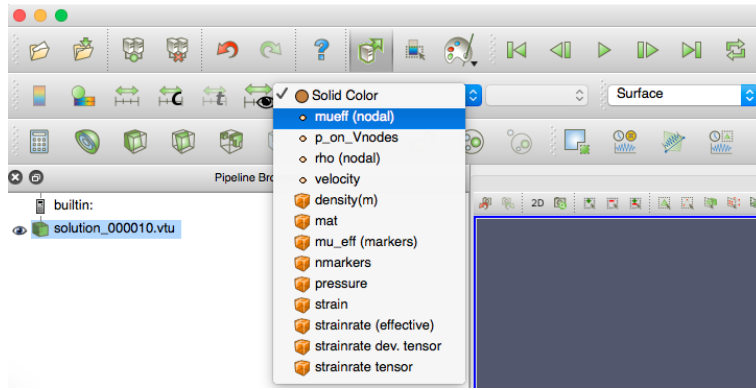 Solid Color
Surface
mueff (nodal)
p_on_Vnodes
rho (nodal)
velocity
density(m)
mat
mu_eff (markers)
nmarkers
pressure
strain
strainrate (effective)
strainrate dev. tensor
strainrate tensor
Pipeline Bro
builtin:
solution_000010.vtu
2D